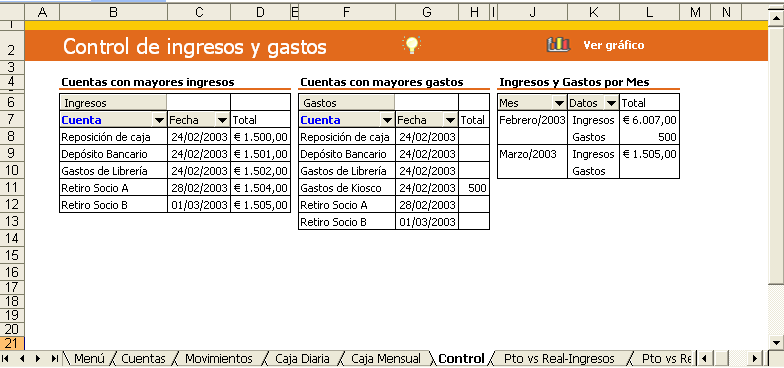 A B C D E F G H I J K L M N
1
2 Control de ingresos y gastos Ver gráfico
3
4 Cuentas con mayores ingresos Cuentas con mayores gastos Ingresos y Gastos por Mes
6 Ingresos Gastos Mes Datos Total
7 Cuenta Fecha Total Cuenta Fecha Total Febrero/2003 Ingresos € 6.007,00
8 Reposición de caja 24/02/2003 € 1.500,00 Reposición de caja 24/02/2003 Gastos 500
9 Depósito Bancario 24/02/2003 € 1.501,00 Depósito Bancario 24/02/2003 Marzo/2003 Ingresos € 1.505,00
10 Gastos de Librería 24/02/2003 € 1.502,00 Gastos de Librería 24/02/2003 Gastos
11 Retiro Socio A 28/02/2003 € 1.504,00 Gastos de Kiosco 24/02/2003 500
12 Retiro Socio B 01/03/2003 € 1.505,00 Retiro Socio A 28/02/2003
13 Retiro Socio B 01/03/2003
14
15
16
17
18
19
20
21
Menú Cuentas Movimientos Caja Diaria Caja Mensual Control Pto vs Real-Ingresos Pto vs Re